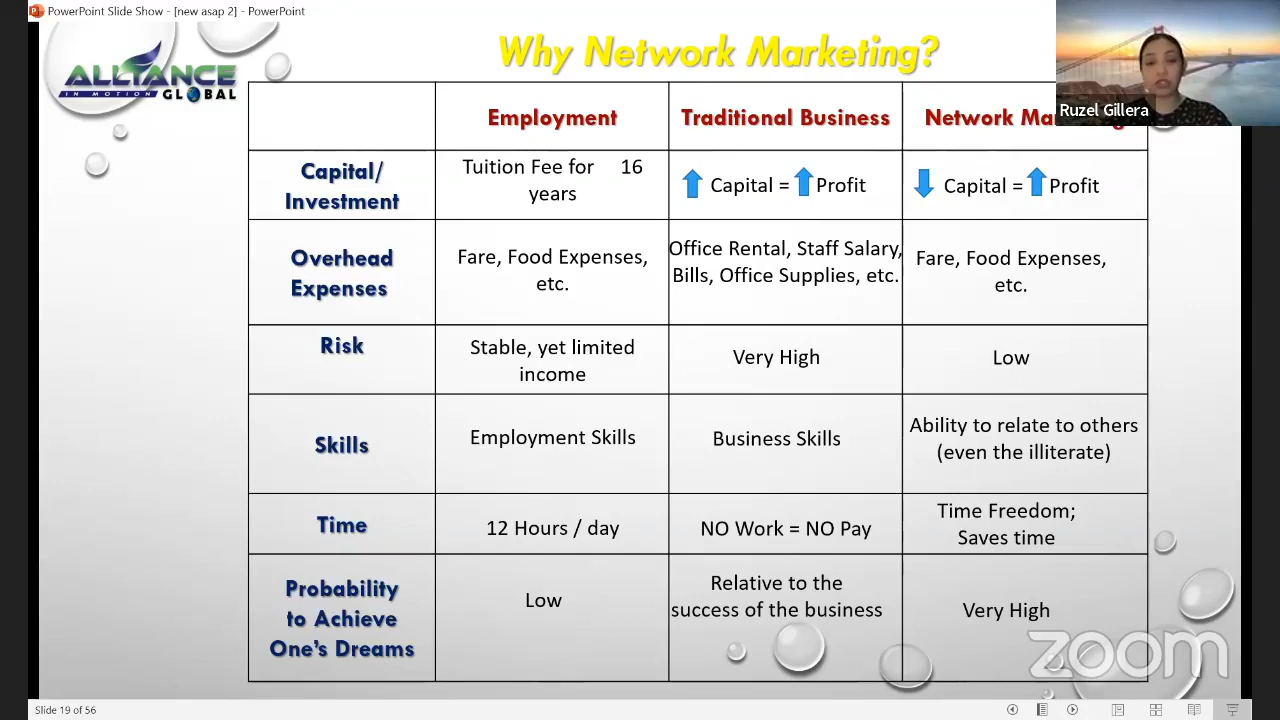 PowerPoint Slide Show - [new asap 2] - PowerPoint
Why Network Marketing?
ALLIANCE
IN MOTION GLOBAL
Ruzel Gillera
Employment
Traditional Business
Network
Capital/
Investment
Tuition Fee for 16
years
Capital = Profit
Capital = Profit
Overhead
Expenses
Fare, Food Expenses,
etc.
Office Rental, Staff Salary,
Bills, Office Supplies, etc.
Fare, Food Expenses,
etc.
Risk
Stable, yet limited
income
Very High
Low
Skills
Employment Skills
Business Skills
Ability to relate to others
(even the illiterate)
Time
12 Hours / day
NO Work = NO Pay
Time Freedom;
Saves time
Probability
to Achieve
One's Dreams
Low
Relative to the
success of the business
Very High
zoom
Slide 19 of 56